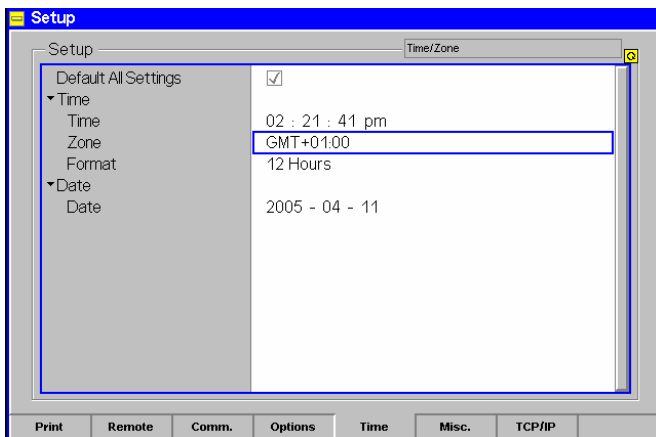 Setup
Setup
Time/Zone
Q
Default All Settings
Time
Time 02 : 21 : 41 pm
Zone GMT+01:00
Format 12 Hours
Date
Date 2005 - 04 - 11
Print Remote Comm. Options Time Misc. TCP/IP